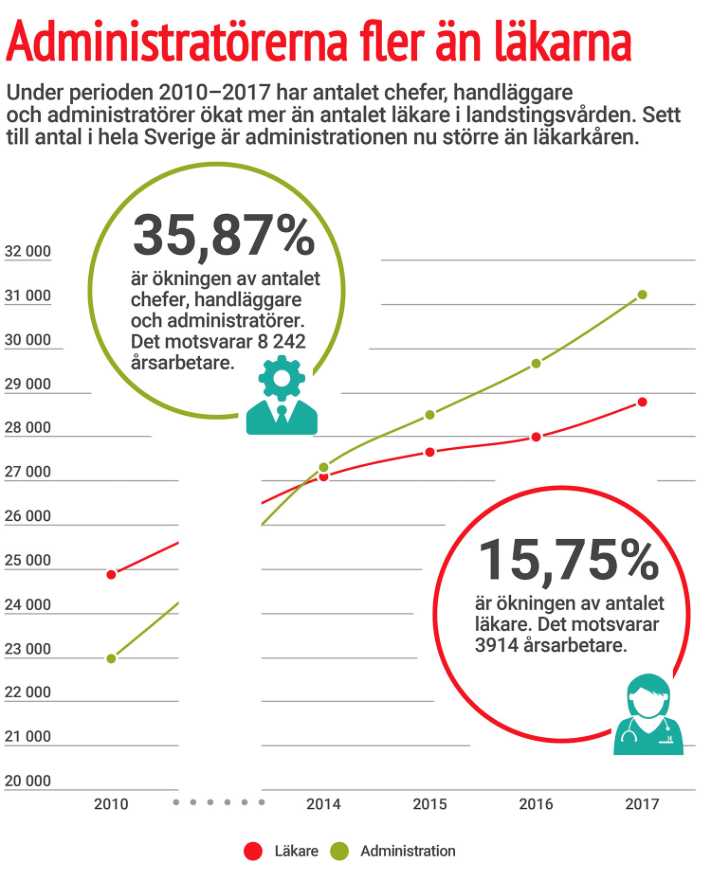 Administratörerna fler än läkarna
Under perioden 2010–2017 har antalet chefer, handläggare
och administratörer ökat mer än antalet läkare i landstingsvården. Sett
till antal i hela Sverige är administrationen nu större än läkarkåren.
35,87%
är ökningen av antalet
chefer, handläggare
och administratörer.
Det motsvarar 8 242
årsarbetare.
32 000
31 000
30 000
29 000
28 000
27 000
26 000
25 000
24 000
23 000
22 000
21 000
20 000
15,75%
är ökningen av antalet
läkare. Det motsvarar
3914 årsarbetare.
2010 2014 2015 2016 2017
Läkare Administration